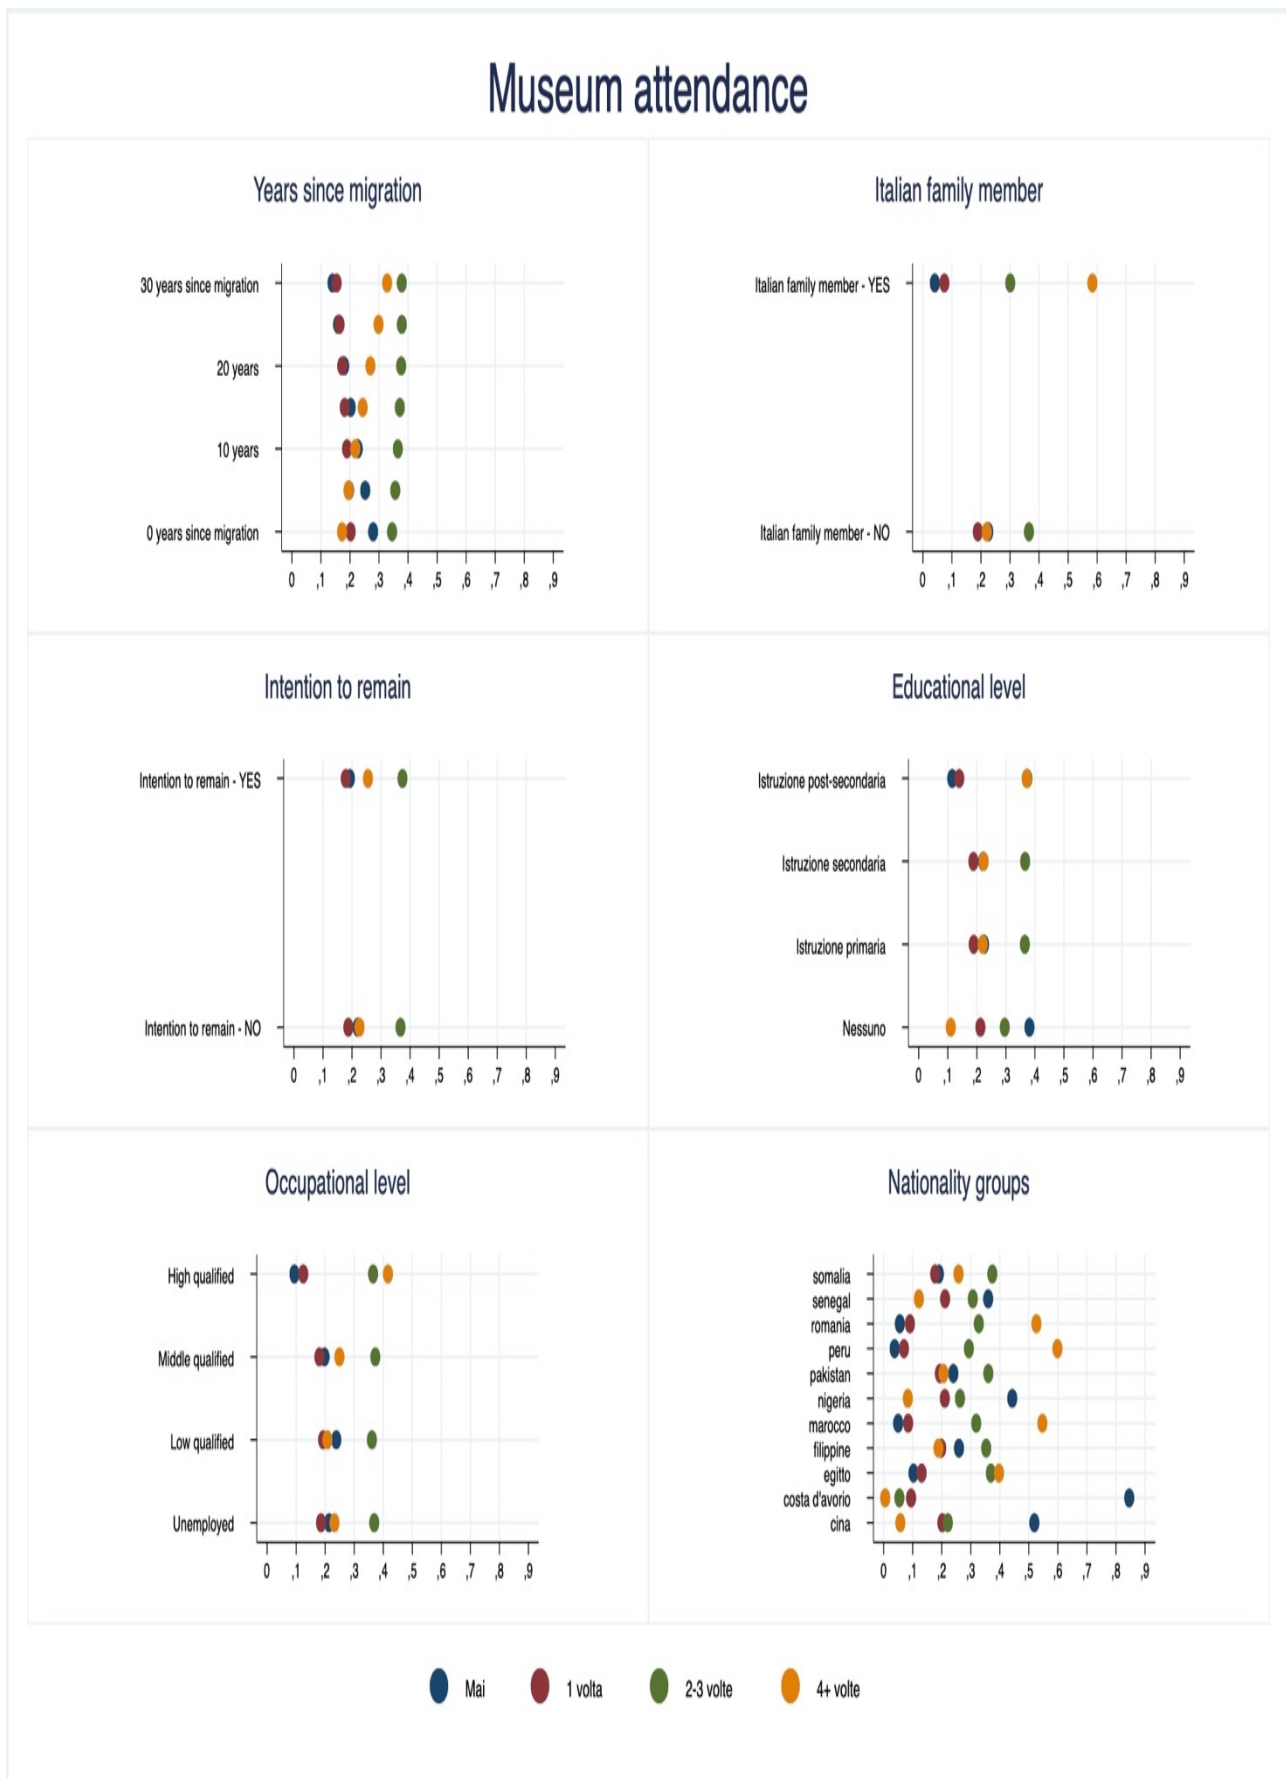 Museum attendance
Years since migration
30 years since migration
20 years
10 years
0 years since migration
0 ,1 ,2 ,3 ,4 ,5 ,6 ,7 ,8 ,9
Italian family member
Italian family member - YES
Italian family member - NO
0 ,1 ,2 ,3 ,4 ,5 ,6 ,7 ,8 ,9
Intention to remain
Intention to remain - YES
Intention to remain - NO
0 ,1 ,2 ,3 ,4 ,5 ,6 ,7 ,8 ,9
Educational level
Istruzione post-secondaria
Istruzione secondaria
Istruzione primaria
Nessuno
0 ,1 ,2 ,3 ,4 ,5 ,6 ,7 ,8 ,9
Occupational level
High qualified
Middle qualified
Low qualified
Unemployed
0 ,1 ,2 ,3 ,4 ,5 ,6 ,7 ,8 ,9
Nationality groups
somalia
senegal
romania
peru
pakistan
nigeria
marocco
filippine
egitto
costa d'avorio
cina
0 ,1 ,2 ,3 ,4 ,5 ,6 ,7 ,8 ,9
Mai 1 volta 2-3 volte 4+ volte